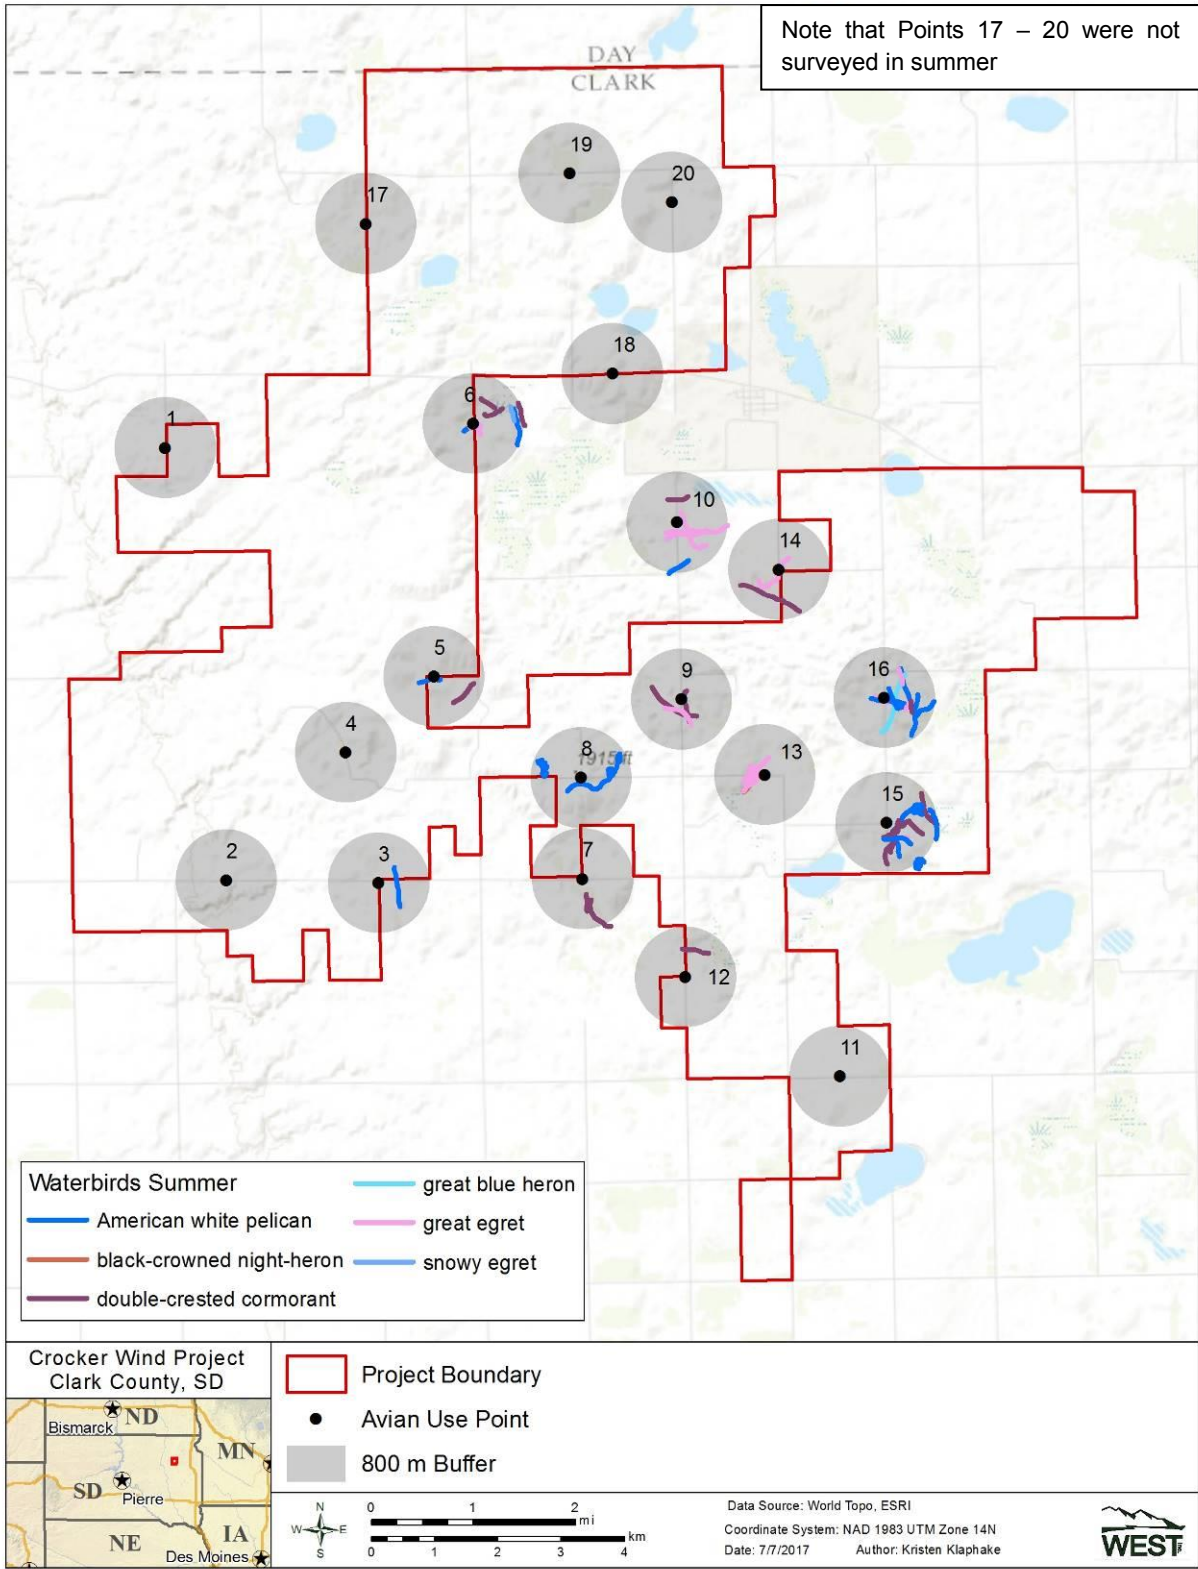 Note that Points 17 – 20 were not
surveyed in summer
DAY
CLARK
19
20
17
18
6
1
10
14
5
9
16
4
8
1915 ft
13
15
2
3
7
12
11
Waterbirds Summer
American white pelican
black-crowned night-heron
double-crested cormorant
great blue heron
great egret
snowy egret
Crocker Wind Project
Clark County, SD
ND
Bismarck
MN
SD
Pierre
NE
IA
Des Moines
Project Boundary
Avian Use Point
800 m Buffer
N
W E
S
0 1 2
mi
km
0 1 2 3 4
Data Source: World Topo, ESRI
Coordinate System: NAD 1983 UTM Zone 14N
Date: 7/7/2017 Author: Kristen Klaphake
WEST